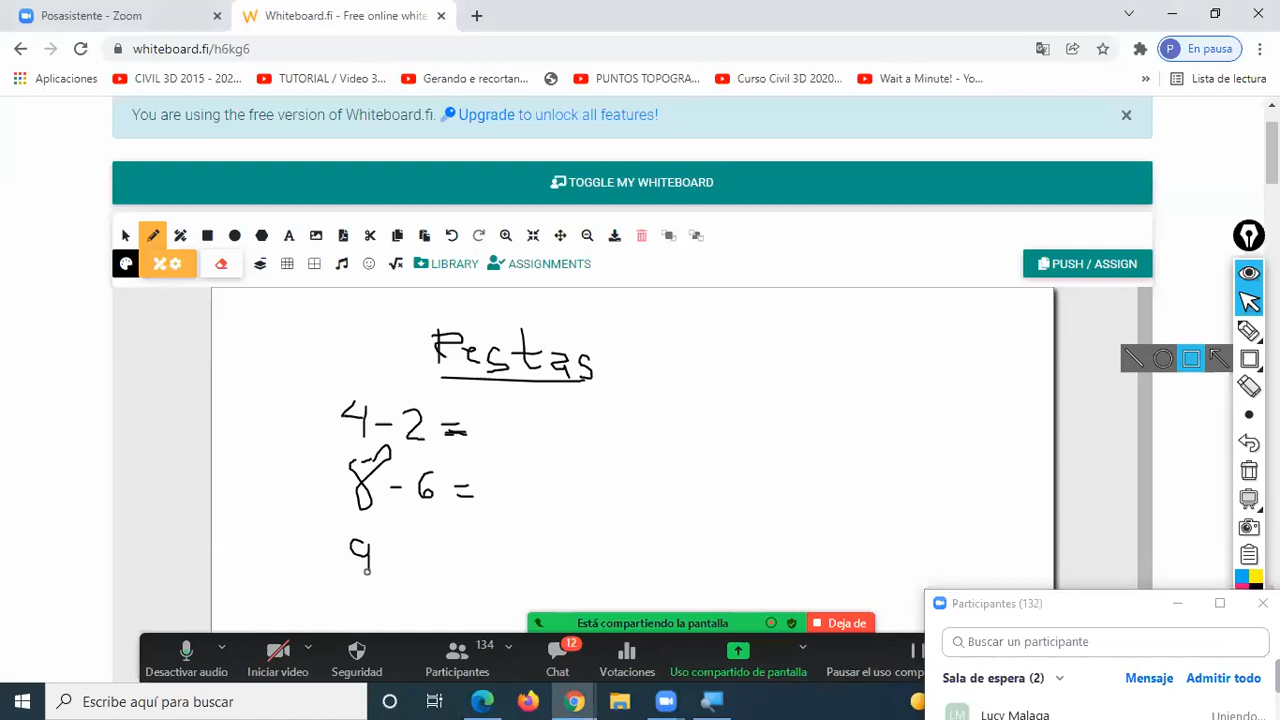 Posasistente - Zoom
Whiteboard.fi - Free online white
whiteboard.fi/h6kg6
En pausa
Aplicaciones
CIVIL 3D 2015 - 202...
TUTORIAL / Video 3...
Gerando e recortan...
PUNTOS TOPOGRA...
Curso Civil 3D 2020...
Wait a Minute! - Yo...
Lista de lectura
You are using the free version of Whiteboard.fi. Upgrade to unlock all features!
TOGGLE MY WHITEBOARD
LIBRARY
ASSIGNMENTS
PUSH / ASSIGN
Restas
4-2=
8-6=
9
Está compartiendo la pantalla
Deja de
Desactivar audio
Iniciar video
Seguridad
134
Participantes
12
Chat
Votaciones
Uso compartido de pantalla
Pausar el uso compar
Participantes (132)
Buscar un participante
Sala de espera (2)
Mensaje
Admitir todo
LM
Lucy Malaga
Uniendo...
Escribe aquí para buscar